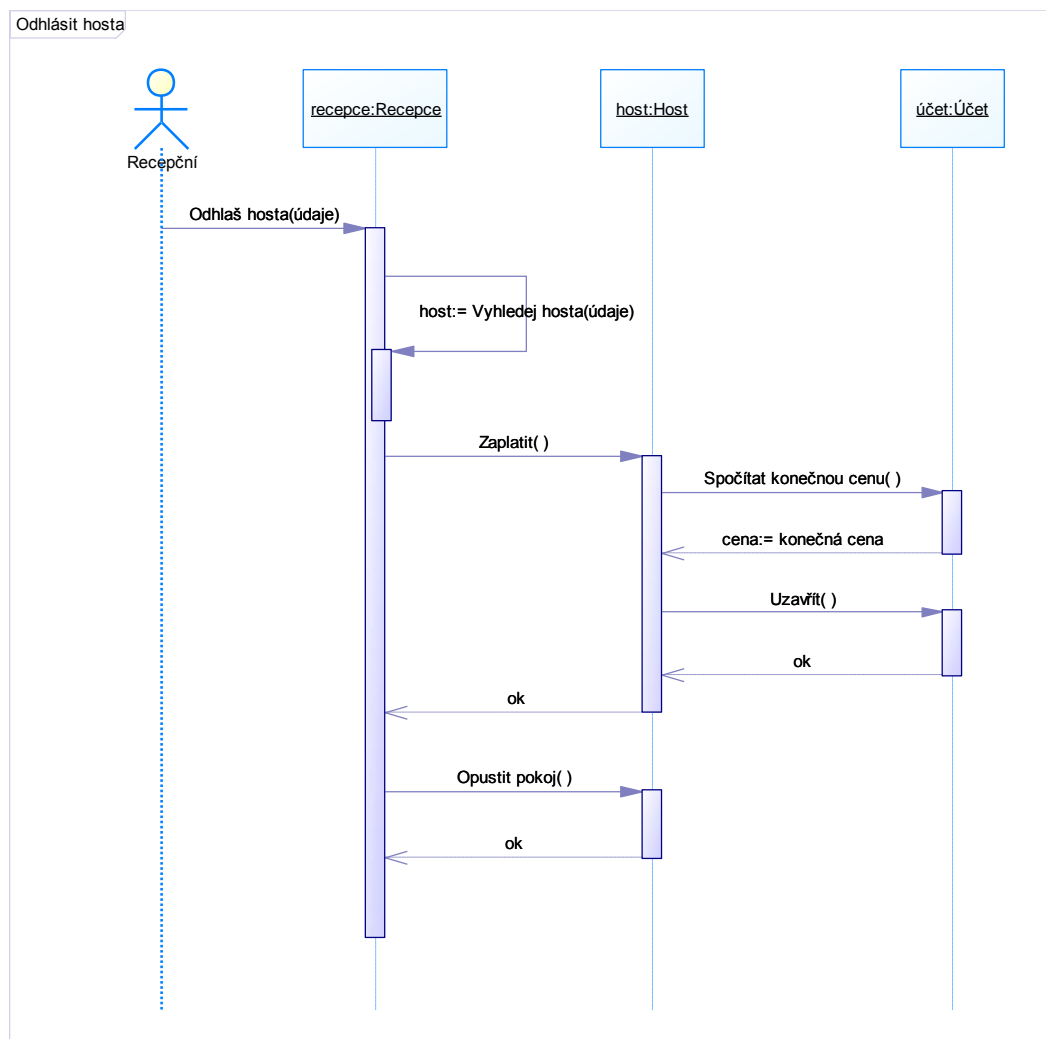 Odhlásit hosta
recepce:Recepce
host:Host
účet:Účet
Recepční
Odhlaš hosta(údaje)
host:= Vyhledej hosta(údaje)
Zaplatit( )
Spočítat konečnou cenu( )
cena:= konečná cena
Uzavřít( )
ok
ok
Opustit pokoj( )
ok